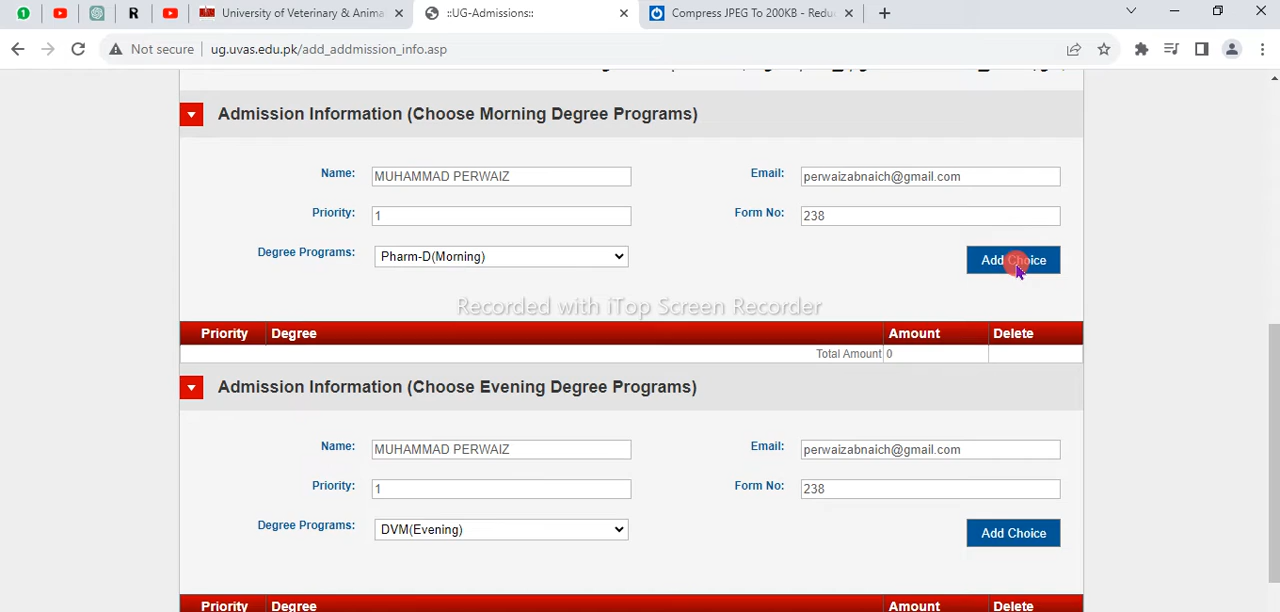 University of Veterinary & Anima
::UG-Admissions::
Compress JPEG To 200KB - Redu
Not secure
ug.uvas.edu.pk/add_addmission_info.asp
Admission Information (Choose Morning Degree Programs)
Name: MUHAMMAD PERWAIZ Email: perwaizabnaich@gmail.com
Priority: 1 Form No: 238
Degree Programs: Pharm-D(Morning) Add Choice
Recorded with iTop Screen Recorder
Priority Degree Amount Delete
Total Amount 0
Admission Information (Choose Evening Degree Programs)
Name: MUHAMMAD PERWAIZ Email: perwaizabnaich@gmail.com
Priority: 1 Form No: 238
Degree Programs: DVM(Evening) Add Choice
Priority Degree Amount Delete